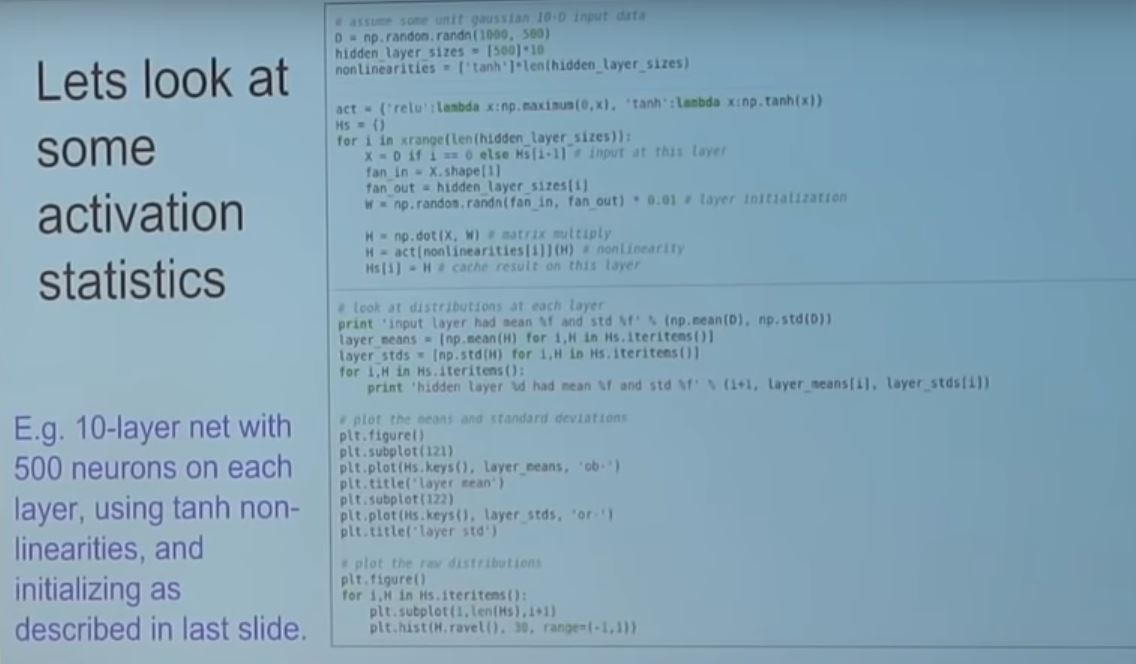 Lets look at
some
activation
statistics
E.g. 10-layer net with
500 neurons on each
layer, using tanh non-
linearities, and
initializing as
described in last slide.
# assume some unit gaussian 10-D input data
D = np.random.randn(1000, 500)
hidden_layer_sizes = [500]*10
nonlinearities = ['tanh']*len(hidden_layer_sizes)
act = {'relu':lambda x:np.maximum(0,x), 'tanh':lambda x:np.tanh(x)}
Hs = {}
for i in xrange(len(hidden_layer_sizes)):
X = D if i == 0 else Hs[i-1] # input at this layer
fan_in = X.shape[1]
fan_out = hidden_layer_sizes[i]
W = np.random.randn(fan_in, fan_out) * 0.01 # layer initialization
H = np.dot(X, W) # matrix multiply
H = act[nonlinearities[i]](H) # nonlinearity
Hs[i] = H # cache result on this layer
# look at distributions at each layer
print 'input layer had mean %f and std %f' % (np.mean(D), np.std(D))
layer_means = [np.mean(H) for i,H in Hs.iteritems()]
layer_stds = [np.std(H) for i,H in Hs.iteritems()]
for i,H in Hs.iteritems():
print 'hidden layer %d had mean %f and std %f' % (i+1, layer_means[i], layer_stds[i])
# plot the means and standard deviations
plt.figure()
plt.subplot(121)
plt.plot(Hs.keys(), layer_means, 'ob-')
plt.title('layer mean')
plt.subplot(122)
plt.plot(Hs.keys(), layer_stds, 'or-')
plt.title('layer std')
# plot the raw distributions
plt.figure()
for i,H in Hs.iteritems():
plt.subplot(1,len(Hs),i+1)
plt.hist(H.ravel(), 30, range=(-1,1))